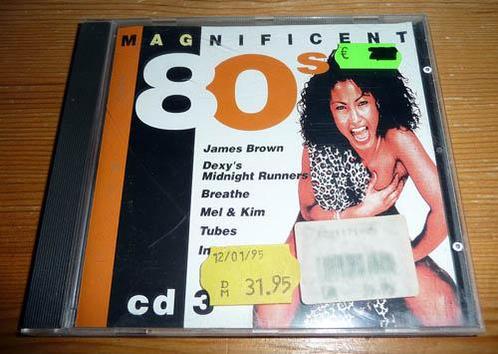 MAGNIFICENT
80s
€
James Brown
Dexy's
Midnight Runners
Breathe
Mel & Kim
Tubes
12/01/95
DM 31.95
cd 3